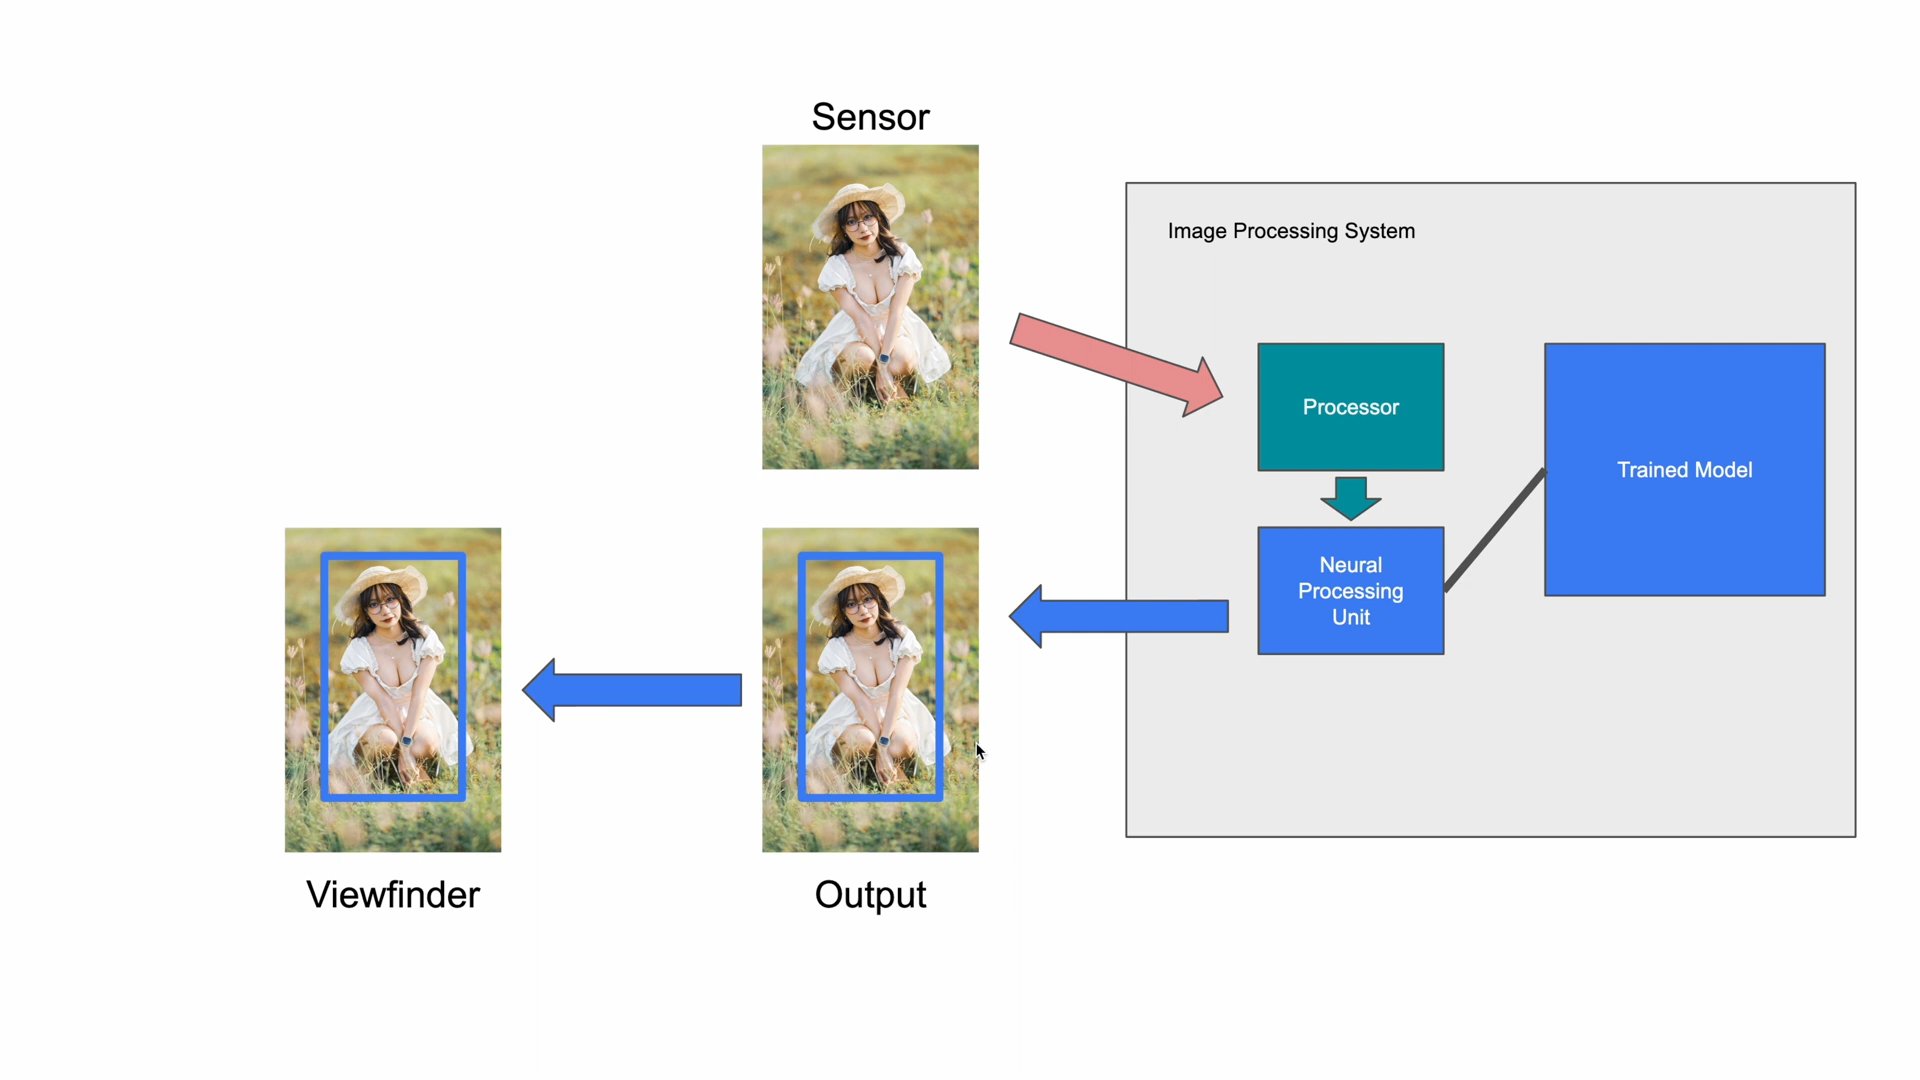 Sensor
Image Processing System
Processor
Trained Model
Neural
Processing
Unit
Viewfinder
Output